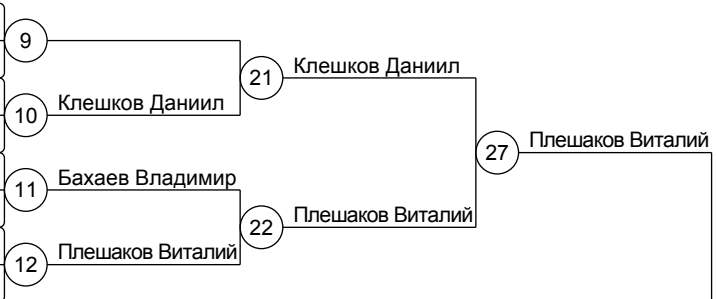 9
21 Клешков Даниил
10 Клешков Даниил
27 Плешаков Виталий
11 Бахаев Владимир
22 Плешаков Виталий
12 Плешаков Виталий